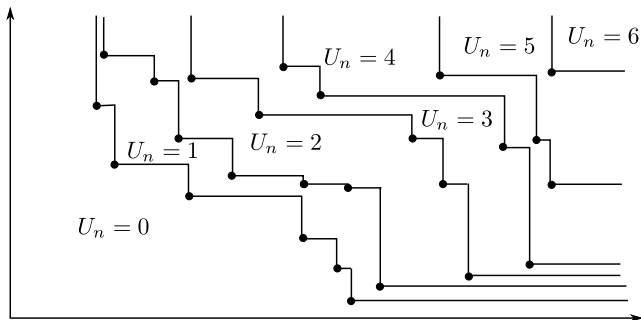 U_n = 6
U_n = 5
U_n = 4
U_n = 3
U_n = 2
U_n = 1
U_n = 0